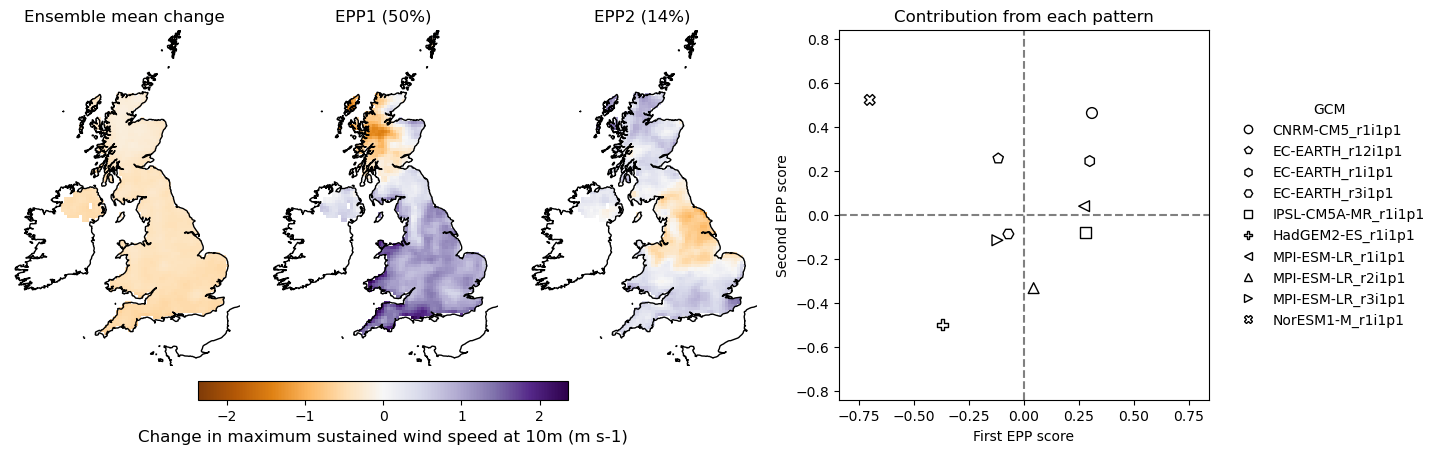 Ensemble mean change
EPP1 (50%)
EPP2 (14%)
−2
−1
0
1
2
Change in maximum sustained wind speed at 10m (m s-1)
Contribution from each pattern
0.8
0.6
0.4
0.2
0.0
−0.2
−0.4
−0.6
−0.8
Second EPP score
−0.75
−0.50
−0.25
0.00
0.25
0.50
0.75
First EPP score
GCM
CNRM-CM5_r1i1p1
EC-EARTH_r12i1p1
EC-EARTH_r1i1p1
EC-EARTH_r3i1p1
IPSL-CM5A-MR_r1i1p1
HadGEM2-ES_r1i1p1
MPI-ESM-LR_r1i1p1
MPI-ESM-LR_r2i1p1
MPI-ESM-LR_r3i1p1
NorESM1-M_r1i1p1